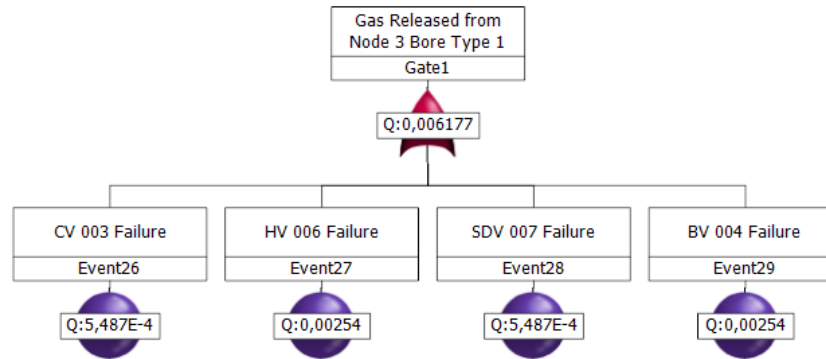 Gas Released from
Node 3 Bore Type 1
Gate1
Q:0,006177
CV 003 Failure
HV 006 Failure
SDV 007 Failure
BV 004 Failure
Event26
Event27
Event28
Event29
Q:5,487E-4
Q:0,00254
Q:5,487E-4
Q:0,00254